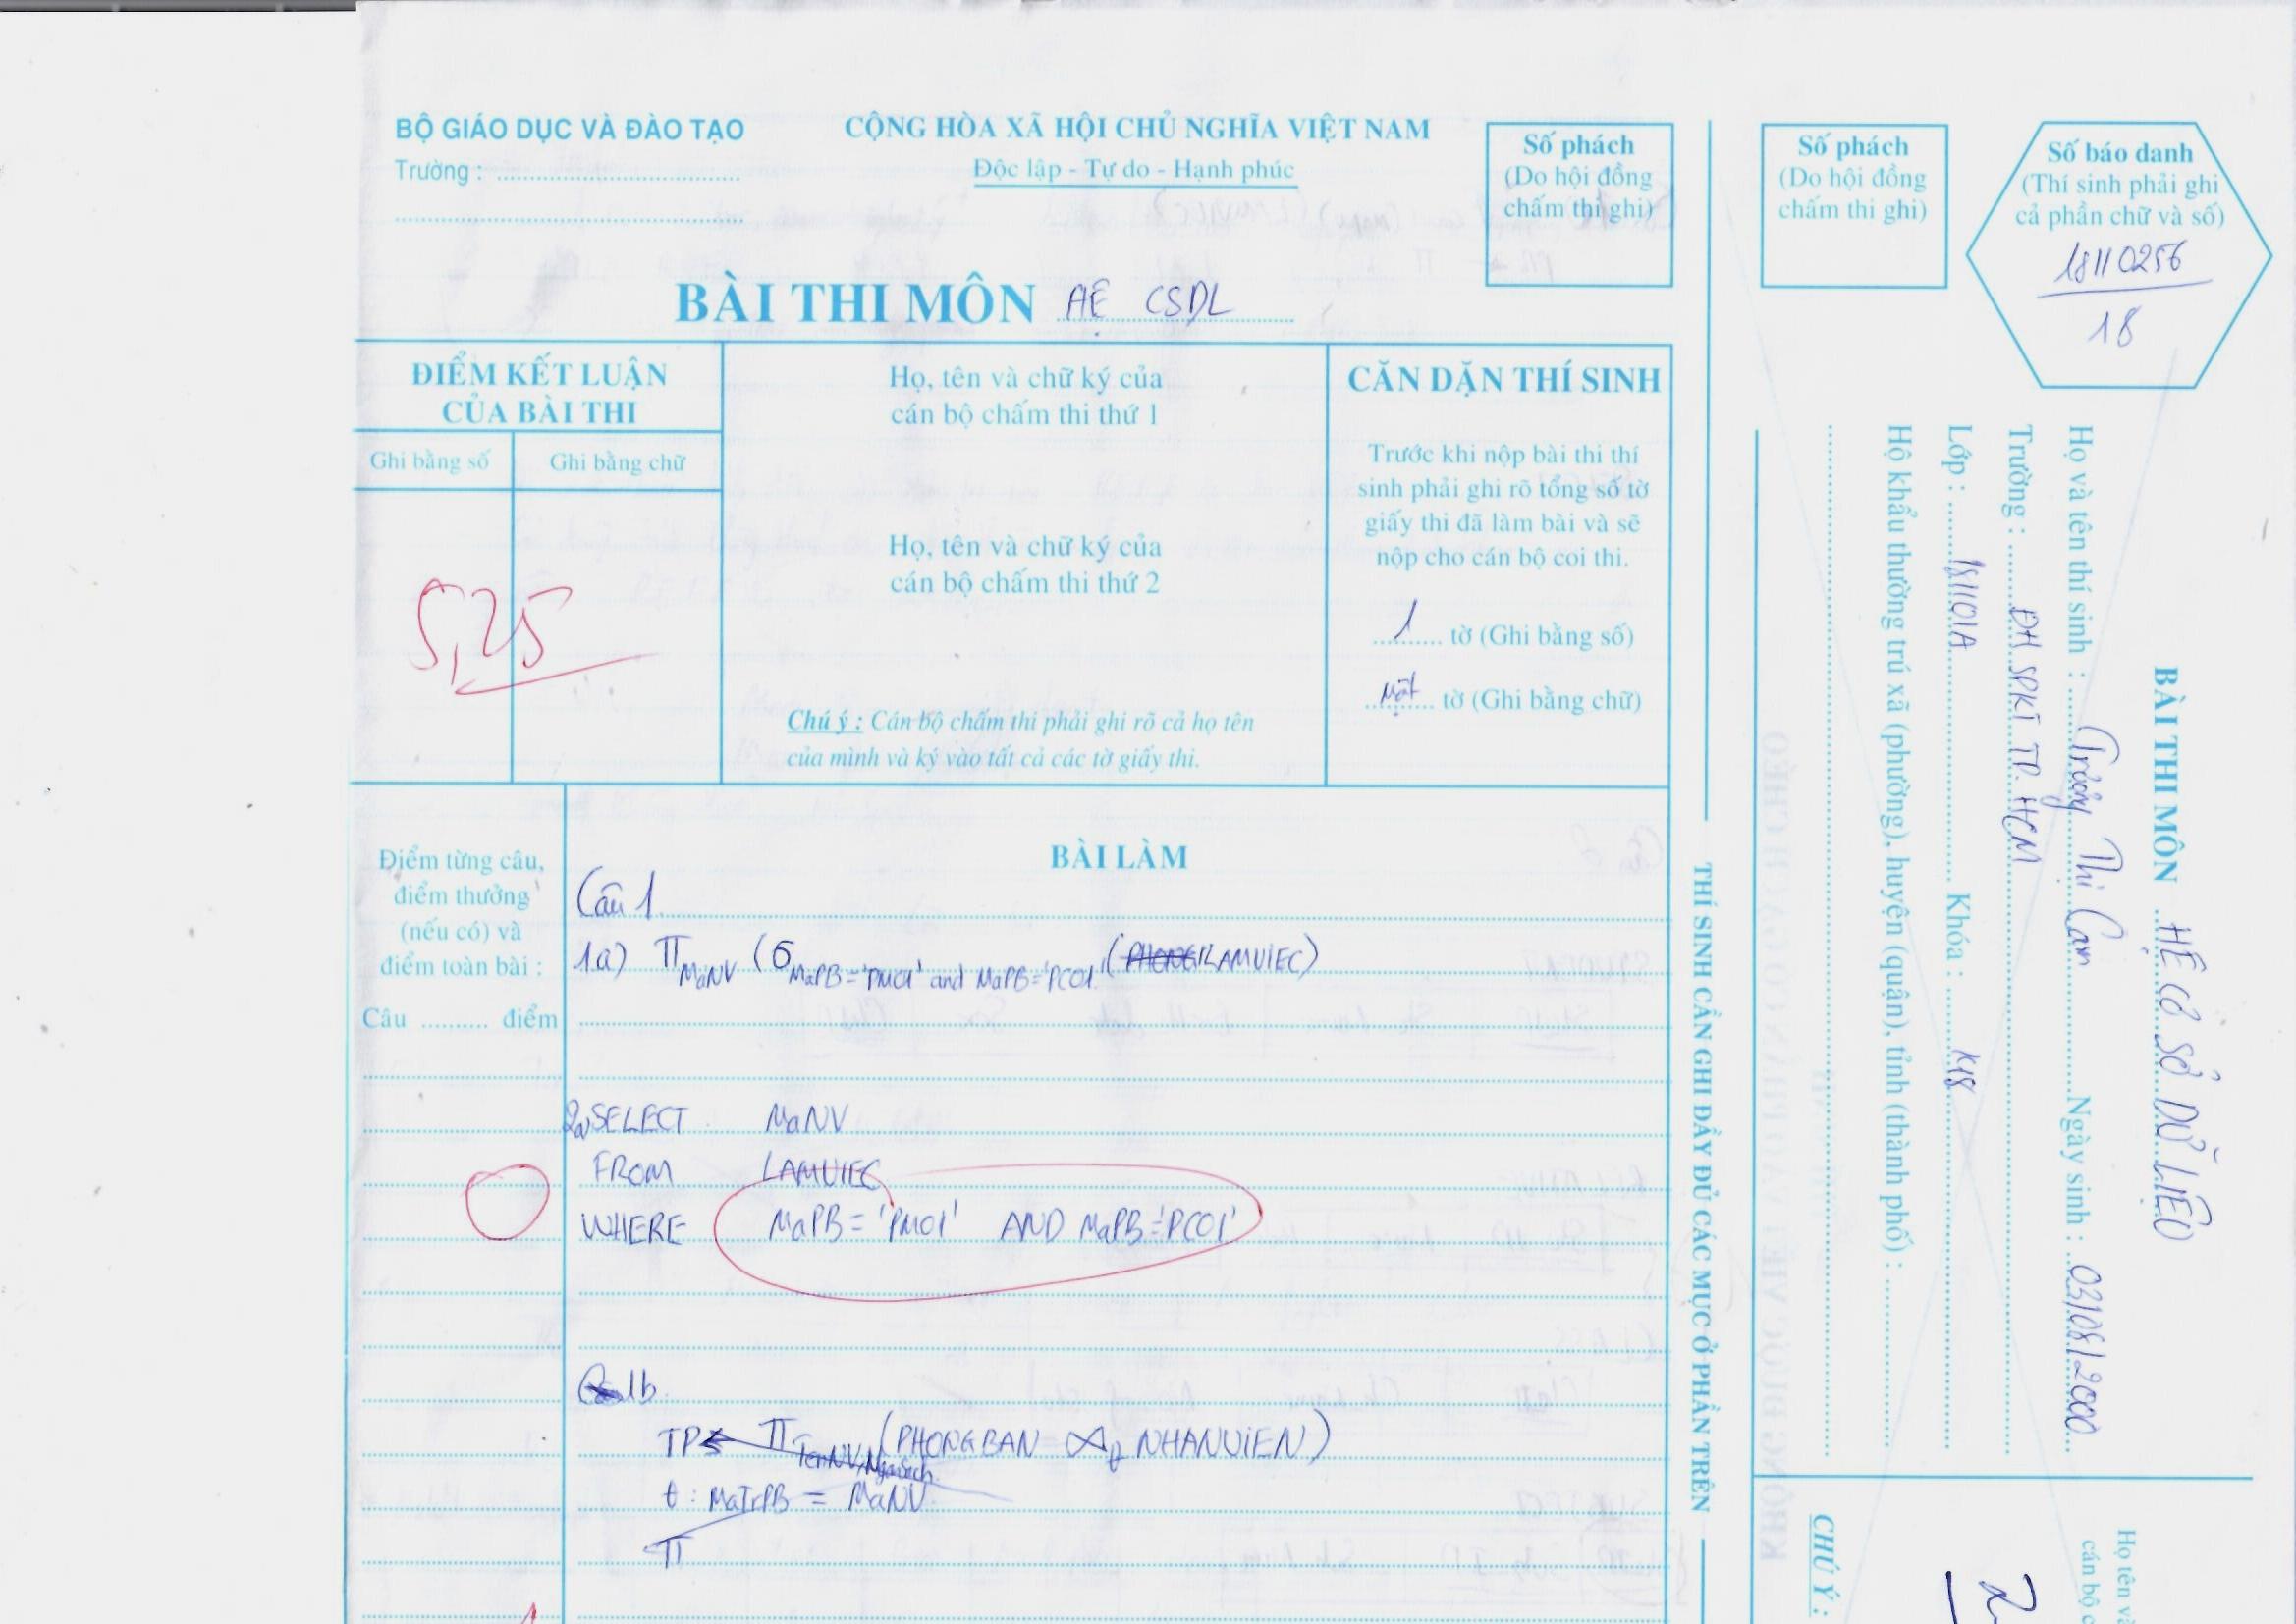 BỘ GIÁO DỤC VÀ ĐÀO TẠO
Trường :
CỘNG HÒA XÃ HỘI CHỦ NGHĨA VIỆT NAM
Độc lập - Tự do - Hạnh phúc
Số phách
(Do hội đồng
chấm thi ghi)
BÀI THI MÔN CSDL
ĐIỂM KẾT LUẬN
CỦA BÀI THI
Ghi bằng số
Ghi bằng chữ
5,25
Họ, tên và chữ ký của
cán bộ chấm thi thứ 1
Họ, tên và chữ ký của
cán bộ chấm thi thứ 2
Chú ý : Cán bộ chấm thi phải ghi rõ cả họ tên
của mình và ký vào tất cả các tờ giấy thi.
CĂN DẶN THÍ SINH
Trước khi nộp bài thi thí
sinh phải ghi rõ tổng số tờ
giấy thi đã làm bài và sẽ
nộp cho cán bộ coi thi.
1 tờ (Ghi bằng số)
Một tờ (Ghi bằng chữ)
Điểm từng câu,
điểm thưởng
(nếu có) và
điểm toàn bài :
Câu .......... điểm
BÀI LÀM
Câu 1
1a) π MaNV (σ MaPB='PM01' and MaPB='PC01' (LAMVIEC)
2a) SELECT MaNV
FROM LAMVIEC
WHERE MaPB = 'PM01' AND MaPB='PC01'
1b.
TP ← π TenNV, (PHONGBAN ⋈ t NHANVIEN)
t : MaTrPB = MaNV
π
THÍ SINH CẦN GHI ĐẦY ĐỦ CÁC MỤC Ở PHẦN TRÊN
Số phách
(Do hội đồng
chấm thi ghi)
Số báo danh
(Thí sinh phải ghi
cả phần chữ và số)
18110256
18
BÀI THI MÔN HỆ CƠ SỞ DỮ LIỆU
Họ và tên thí sinh : Thị Cam Ngày sinh : 03/08/2000
Trường : ĐH SPKT TP. HCM
Lớp : 181101A Khóa : K18
Hộ khẩu thường trú xã (phường), huyện (quận), tỉnh (thành phố) :
Họ tên và
cán bộ
CHÚ Ý :